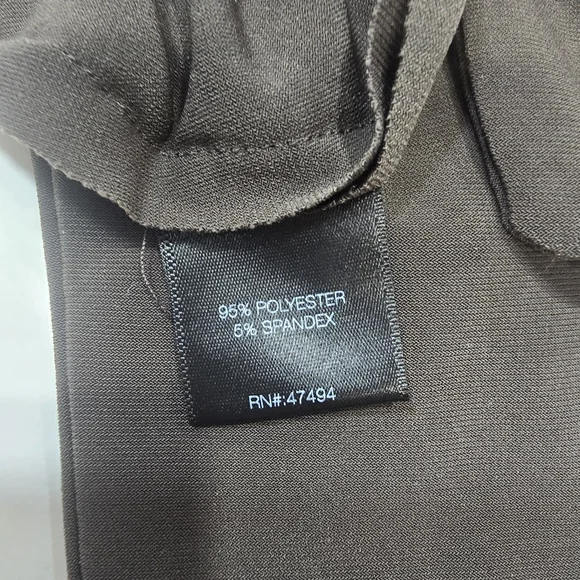 95% POLYESTER
5% SPANDEX
RN#:47494